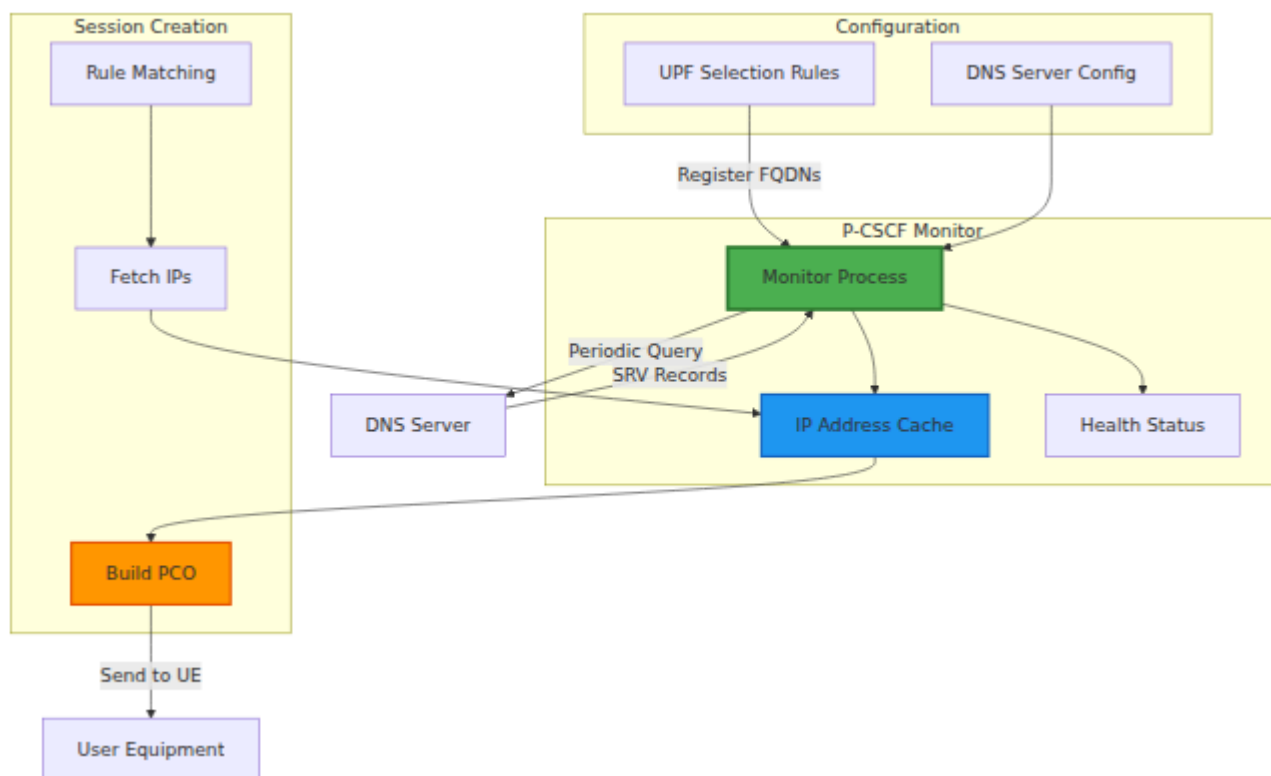 Session Creation
Configuration
Rule Matching
UPF Selection Rules
DNS Server Config
Register FQDNs
P-CSCF Monitor
Fetch IPs
Monitor Process
Periodic Query
SRV Records
DNS Server
IP Address Cache
Health Status
Build PCO
Send to UE
User Equipment